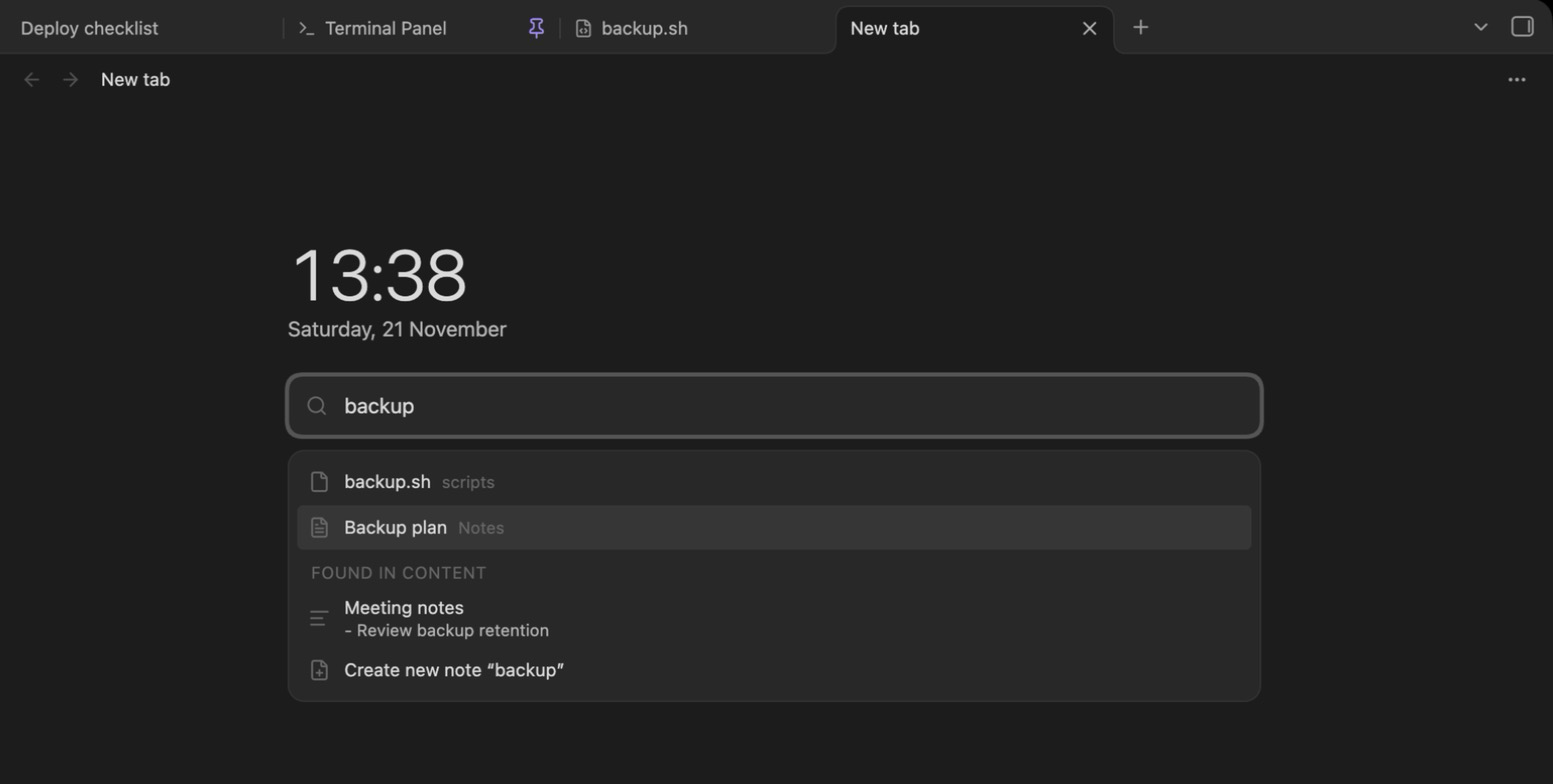 Deploy checklist
Terminal Panel
backup.sh
New tab
New tab
13:38
Saturday, 21 November
backup
backup.sh scripts
Backup plan Notes
FOUND IN CONTENT
Meeting notes
- Review backup retention
Create new note “backup”